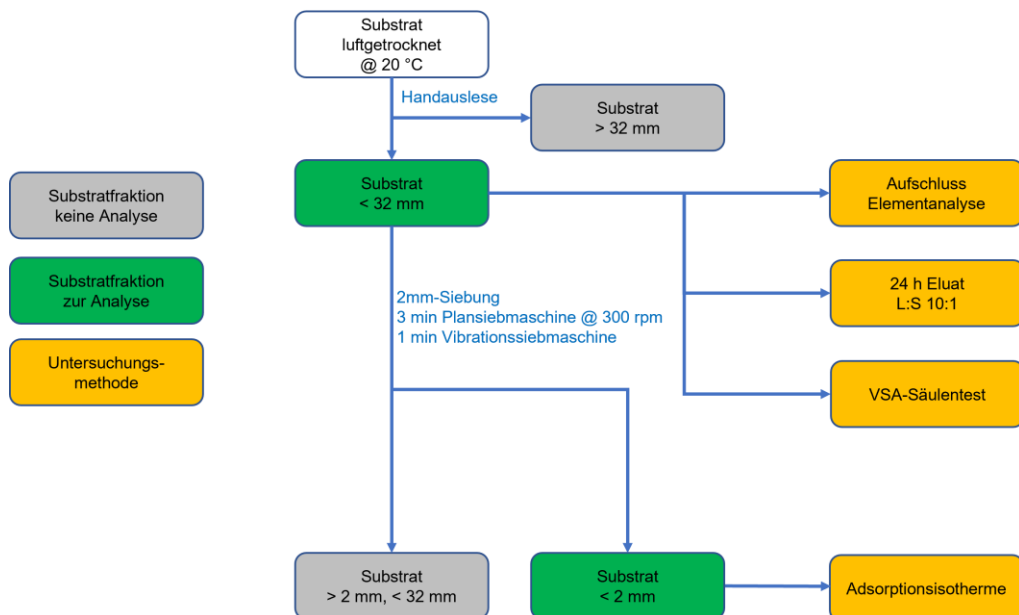 Substrat
luftgetrocknet
@ 20 °C
Handauslese
Substrat
> 32 mm
Substratfraktion
keine Analyse
Substrat
< 32 mm
Aufschluss
Elementanalyse
Substratfraktion
zur Analyse
2mm-Siebung
3 min Plansiebmaschine @ 300 rpm
1 min Vibrationssiebmaschine
24 h Eluat
L:S 10:1
Untersuchungs-
methode
VSA-Säulentest
Substrat
> 2 mm, < 32 mm
Substrat
< 2 mm
Adsorptionsisotherme